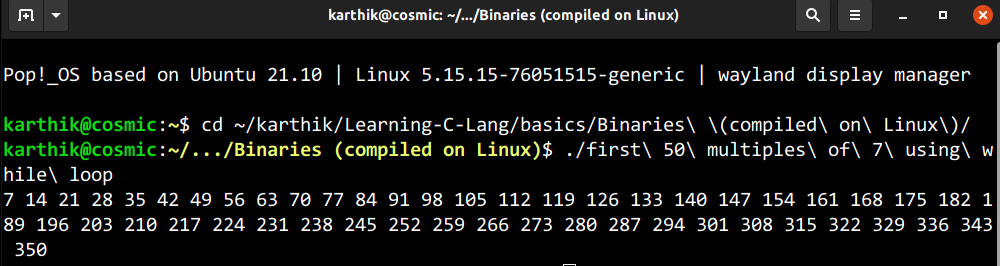 karthik@cosmic: ~/.../Binaries (compiled on Linux)
Pop!_OS based on Ubuntu 21.10 | Linux 5.15.15-76051515-generic | wayland display manager
karthik@cosmic:~$ cd ~/karthik/Learning-C-Lang/basics/Binaries\ \(compiled\ on\ Linux\)/
karthik@cosmic:~/.../Binaries (compiled on Linux)$ ./first\ 50\ multiples\ of\ 7\ using\ w
hile\ loop
7 14 21 28 35 42 49 56 63 70 77 84 91 98 105 112 119 126 133 140 147 154 161 168 175 182 1
89 196 203 210 217 224 231 238 245 252 259 266 273 280 287 294 301 308 315 322 329 336 343
350